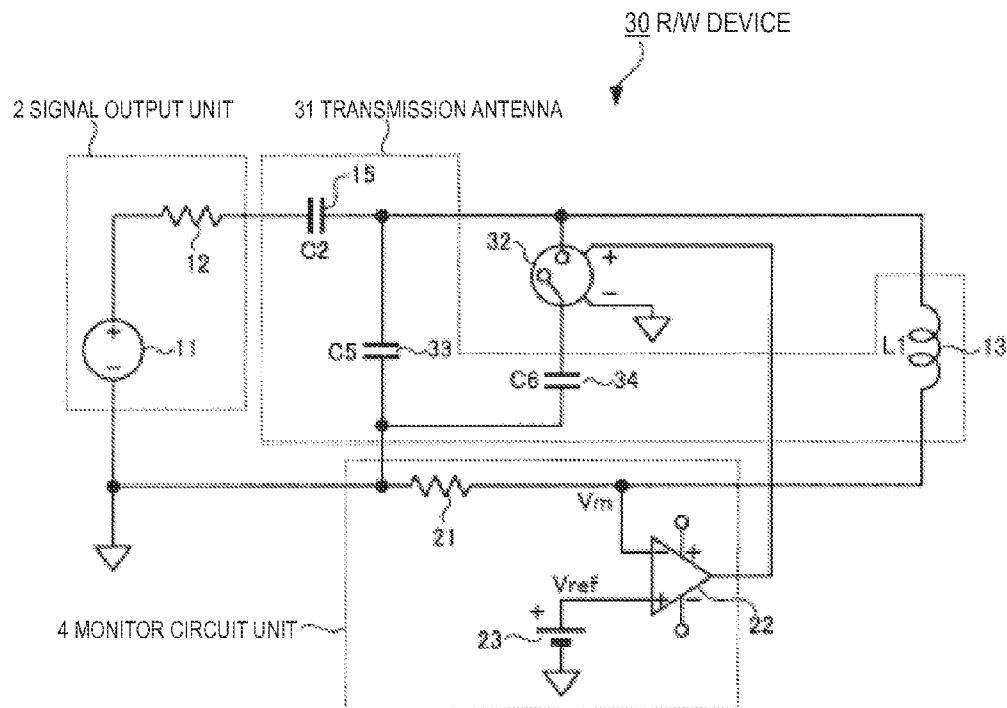 30 R/W DEVICE
2 SIGNAL OUTPUT UNIT
31 TRANSMISSION ANTENNA
15
C2
12
32
+
−
+
−
11
C5
33
C6
34
L1
13
21
Vm
+
−
+
Vref
+
22
23
4 MONITOR CIRCUIT UNIT